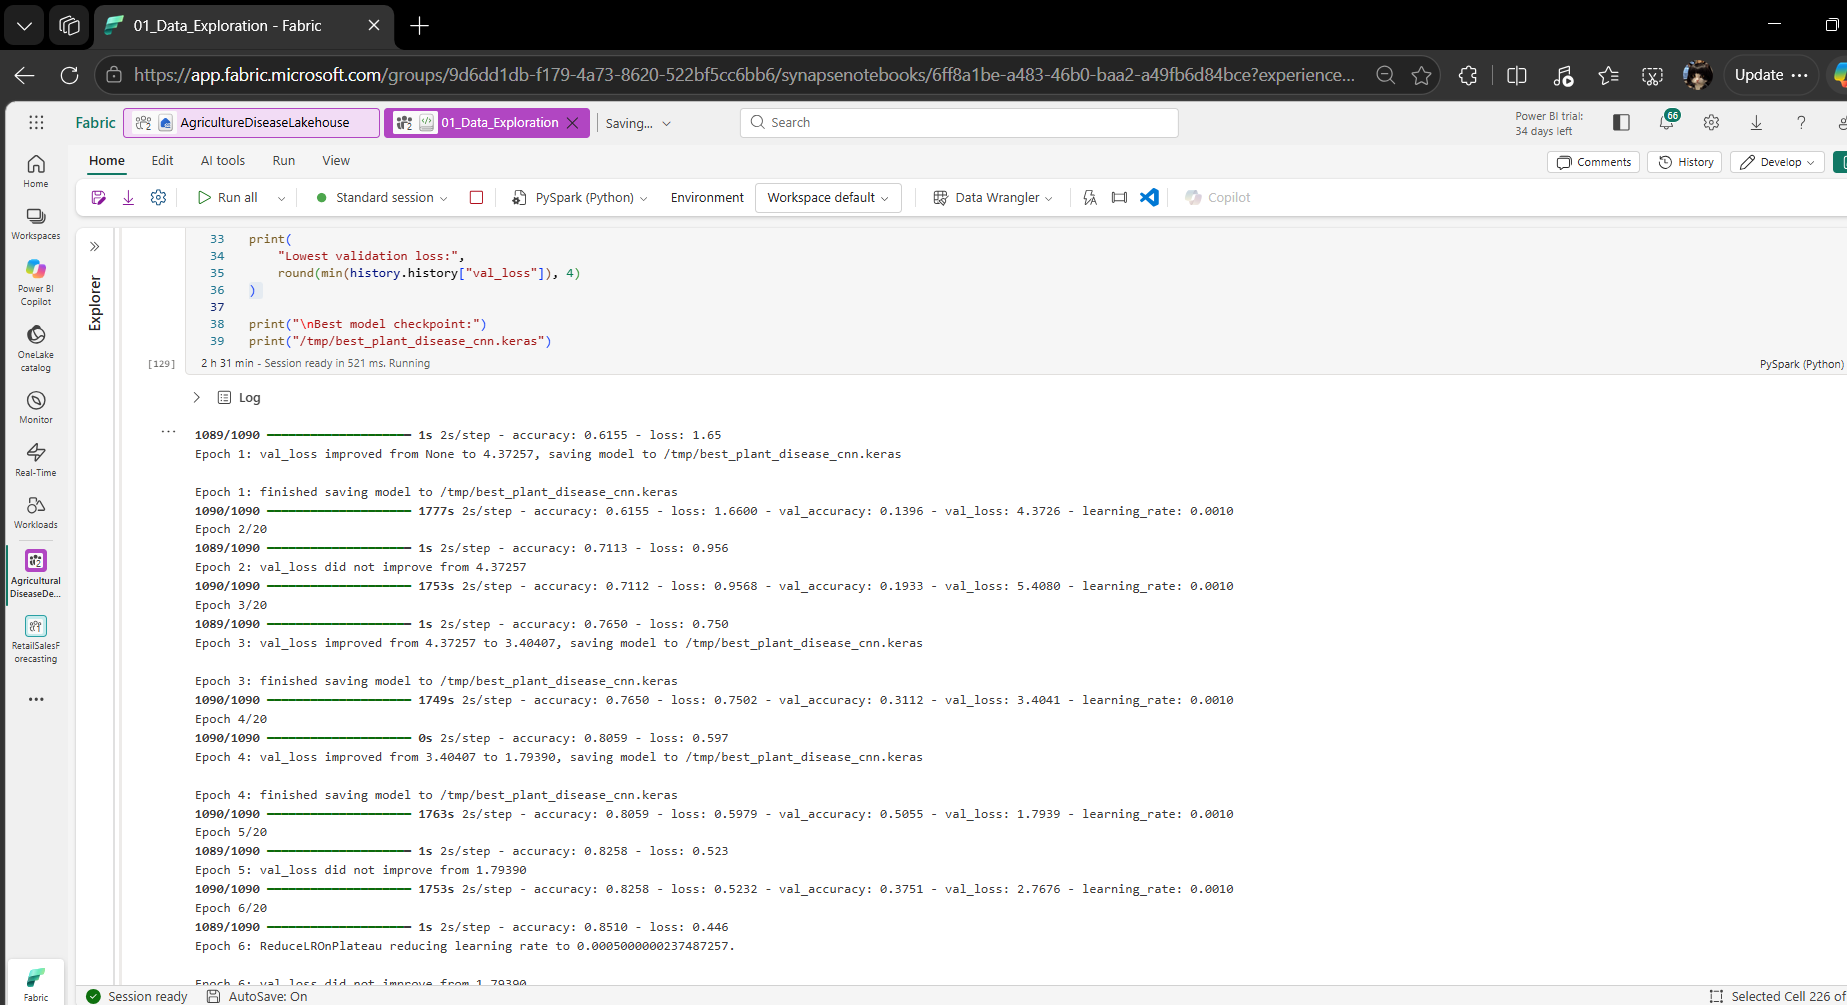 01_Data_Exploration - Fabric
https://app.fabric.microsoft.com/groups/9d6dd1db-f179-4a73-8620-522bf5cc6bb6/synapsenotebooks/6ff8a1be-a483-46b0-baa2-a49fb6d84bce?experience...
Update
Fabric
AgricultureDiseaseLakehouse
01_Data_Exploration
Saving...
Search
Power BI trial:
34 days left
66
Home Edit AI tools Run View
Comments History Develop
Run all Standard session PySpark (Python) Environment Workspace default Data Wrangler Copilot
Home
Workspaces
Power BI
Copilot
OneLake
catalog
Monitor
Real-Time
Workloads
Agricultural
DiseaseDe...
RetailSalesF
orecasting
Fabric
Explorer
33 print(
34 "Lowest validation loss:",
35 round(min(history.history["val_loss"]), 4)
36 )
37
38 print("\nBest model checkpoint:")
39 print("/tmp/best_plant_disease_cnn.keras")
[129] 2 h 31 min - Session ready in 521 ms. Running PySpark (Python)
Log
1089/1090 ━━━━━━━━━━━━━━━━━━━━ 1s 2s/step - accuracy: 0.6155 - loss: 1.65
Epoch 1: val_loss improved from None to 4.37257, saving model to /tmp/best_plant_disease_cnn.keras
Epoch 1: finished saving model to /tmp/best_plant_disease_cnn.keras
1090/1090 ━━━━━━━━━━━━━━━━━━━━ 1777s 2s/step - accuracy: 0.6155 - loss: 1.6600 - val_accuracy: 0.1396 - val_loss: 4.3726 - learning_rate: 0.0010
Epoch 2/20
1089/1090 ━━━━━━━━━━━━━━━━━━━━ 1s 2s/step - accuracy: 0.7113 - loss: 0.956
Epoch 2: val_loss did not improve from 4.37257
1090/1090 ━━━━━━━━━━━━━━━━━━━━ 1753s 2s/step - accuracy: 0.7112 - loss: 0.9568 - val_accuracy: 0.1933 - val_loss: 5.4080 - learning_rate: 0.0010
Epoch 3/20
1089/1090 ━━━━━━━━━━━━━━━━━━━━ 1s 2s/step - accuracy: 0.7650 - loss: 0.750
Epoch 3: val_loss improved from 4.37257 to 3.40407, saving model to /tmp/best_plant_disease_cnn.keras
Epoch 3: finished saving model to /tmp/best_plant_disease_cnn.keras
1090/1090 ━━━━━━━━━━━━━━━━━━━━ 1749s 2s/step - accuracy: 0.7650 - loss: 0.7502 - val_accuracy: 0.3112 - val_loss: 3.4041 - learning_rate: 0.0010
Epoch 4/20
1090/1090 ━━━━━━━━━━━━━━━━━━━━ 0s 2s/step - accuracy: 0.8059 - loss: 0.597
Epoch 4: val_loss improved from 3.40407 to 1.79390, saving model to /tmp/best_plant_disease_cnn.keras
Epoch 4: finished saving model to /tmp/best_plant_disease_cnn.keras
1090/1090 ━━━━━━━━━━━━━━━━━━━━ 1763s 2s/step - accuracy: 0.8059 - loss: 0.5979 - val_accuracy: 0.5055 - val_loss: 1.7939 - learning_rate: 0.0010
Epoch 5/20
1089/1090 ━━━━━━━━━━━━━━━━━━━━ 1s 2s/step - accuracy: 0.8258 - loss: 0.523
Epoch 5: val_loss did not improve from 1.79390
1090/1090 ━━━━━━━━━━━━━━━━━━━━ 1753s 2s/step - accuracy: 0.8258 - loss: 0.5232 - val_accuracy: 0.3751 - val_loss: 2.7676 - learning_rate: 0.0010
Epoch 6/20
1089/1090 ━━━━━━━━━━━━━━━━━━━━ 1s 2s/step - accuracy: 0.8510 - loss: 0.446
Epoch 6: ReduceLROnPlateau reducing learning rate to 0.0005000000237487257.
Epoch 6: val_loss did not improve from 1.79390
Session ready AutoSave: On Selected Cell 226 of